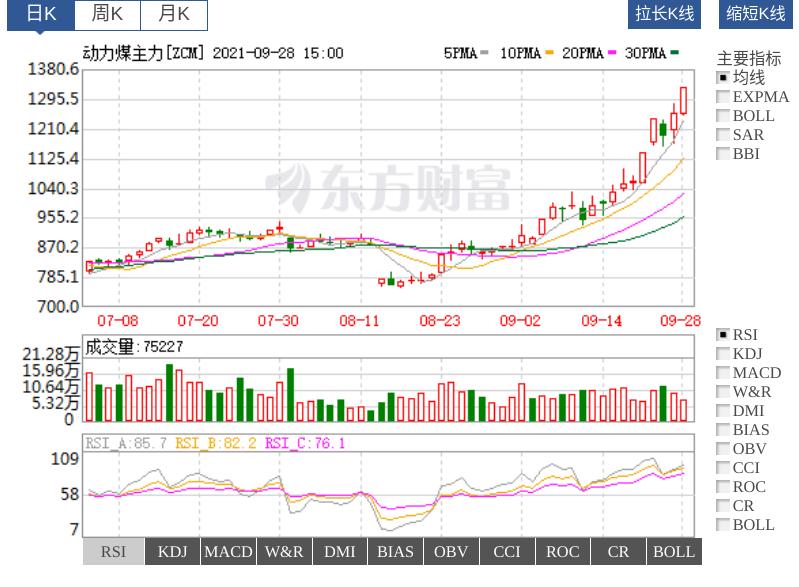 日K 周K 月K 拉长K线 缩短K线
动力煤主力[ZCM] 2021-09-28 15:00 5PMA 10PMA 20PMA 30PMA
主要指标
1380.6
均线
1295.5
EXPMA
BOLL
1210.4
SAR
1125.4
BBI
1040.3
东方财富
955.2
870.2
785.1
700.0
07-08 07-20 07-30 08-11 08-23 09-02 09-14 09-28
RSI
成交量:75227
21.28万
KDJ
15.96万
MACD
10.64万
W&R
5.32万
DMI
0
BIAS
RSI_A:85.7 RSI_B:82.2 RSI_C:76.1
OBV
109
CCI
58
ROC
CR
7
BOLL
RSI KDJ MACD W&R DMI BIAS OBV CCI ROC CR BOLL